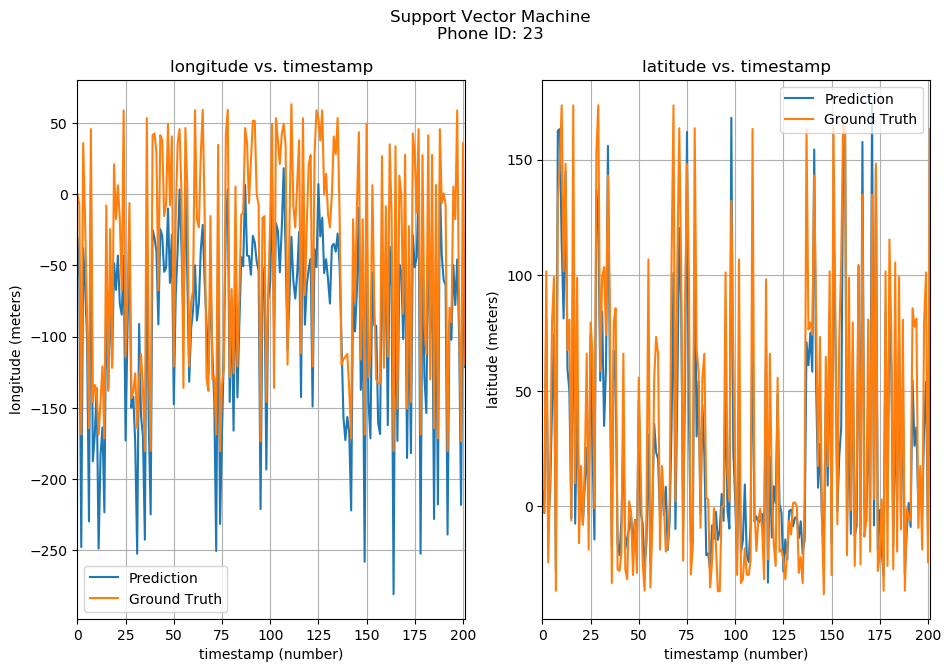 Support Vector Machine
Phone ID: 23
longitude vs. timestamp
longitude (meters)
50
0
−50
−100
−150
−200
−250
Prediction
Ground Truth
0 25 50 75 100 125 150 175 200
timestamp (number)
latitude vs. timestamp
latitude (meters)
Prediction
Ground Truth
150
100
50
0
0 25 50 75 100 125 150 175 200
timestamp (number)